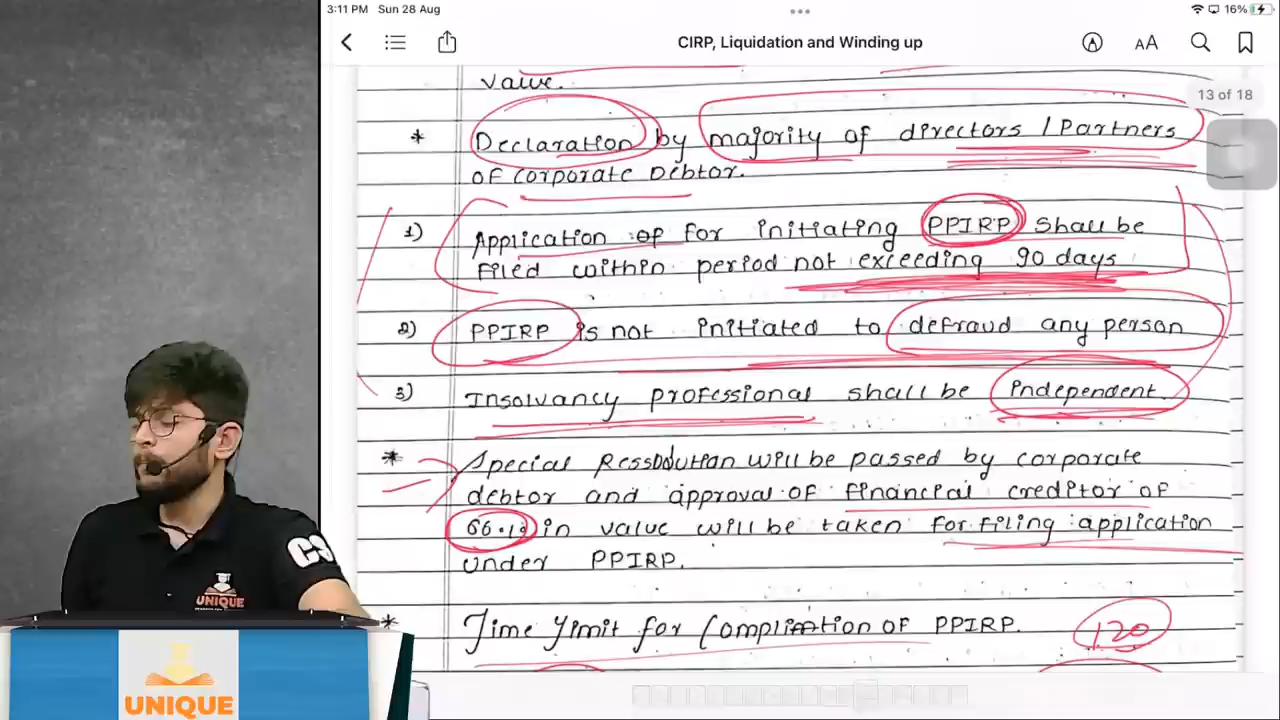 3:11 PM Sun 28 Aug
16%
CIRP, Liquidation and Winding up
AA
13 of 18
value.
* Declaration by majority of directors / Partners
of corporate Debtor.
1) Application of for initiating PPIRP shall be
filed within period not exceeding 90 days
2) PPIRP is not initiated to defraud any person
3) Insolvancy professional shall be independent.
* Special Ressolution will be passed by corporate
debtor and approval of financial creditor of
in value will be taken for filing application
under PPIRP.
* Time limit for Complication of PPIRP. 120
CS
UNIQUE
UNIQUE